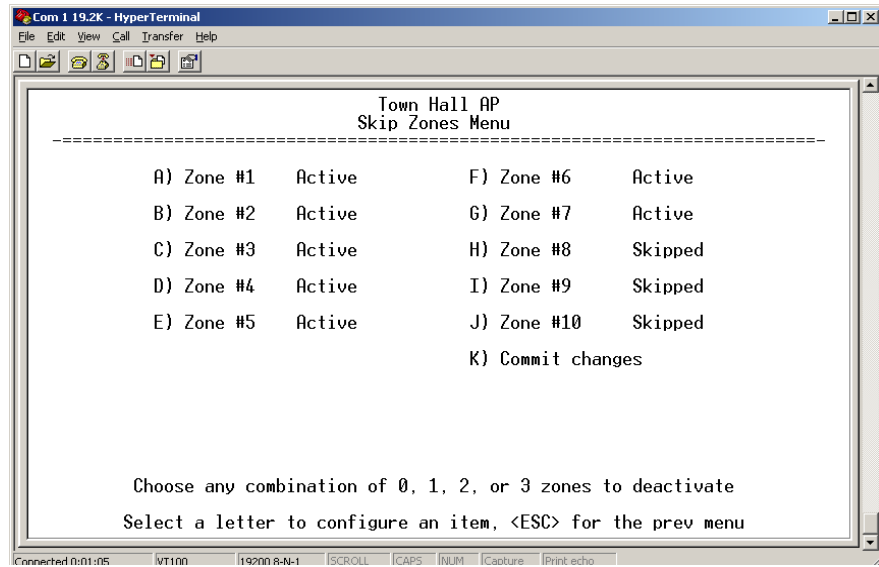 Com 1 19.2K - HyperTerminal
File Edit View Call Transfer Help
Town Hall AP
Skip Zones Menu
-==========================================================================-
A) Zone #1 Active F) Zone #6 Active
B) Zone #2 Active G) Zone #7 Active
C) Zone #3 Active H) Zone #8 Skipped
D) Zone #4 Active I) Zone #9 Skipped
E) Zone #5 Active J) Zone #10 Skipped
K) Commit changes
Choose any combination of 0, 1, 2, or 3 zones to deactivate
Select a letter to configure an item, <ESC> for the prev menu
Connected 0:01:05 VT100 19200 8-N-1 SCROLL CAPS NUM Capture Print echo